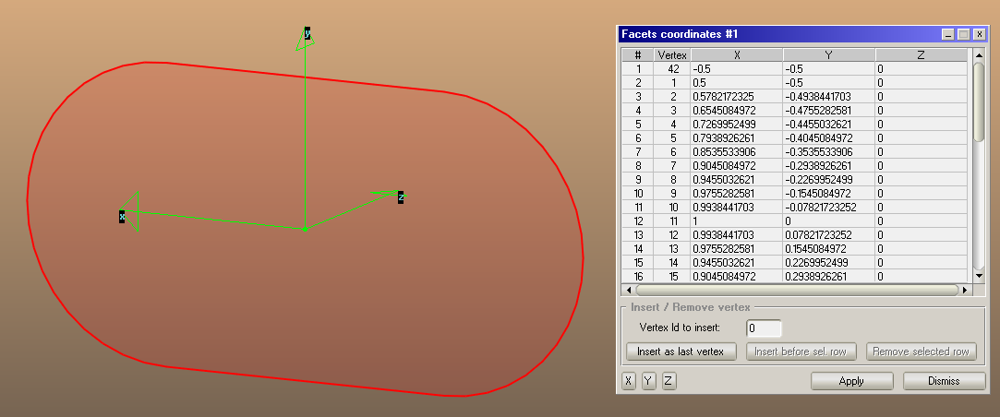 y
x
z
Facets coordinates #1
# Vertex X Y Z
1 42 -0.5 -0.5 0
2 1 0.5 -0.5 0
3 2 0.5782172325 -0.4938441703 0
4 3 0.6545084972 -0.4755282581 0
5 4 0.7269952499 -0.4455032621 0
6 5 0.7938926261 -0.4045084972 0
7 6 0.8535533906 -0.3535533906 0
8 7 0.9045084972 -0.2938926261 0
9 8 0.9455032621 -0.2269952499 0
10 9 0.9755282581 -0.1545084972 0
11 10 0.9938441703 -0.07821723252 0
12 11 1 0 0
13 12 0.9938441703 0.07821723252 0
14 13 0.9755282581 0.1545084972 0
15 14 0.9455032621 0.2269952499 0
16 15 0.9045084972 0.2938926261 0
Insert / Remove vertex
Vertex Id to insert: 0
Insert as last vertex Insert before sel. row Remove selected row
X Y Z Apply Dismiss